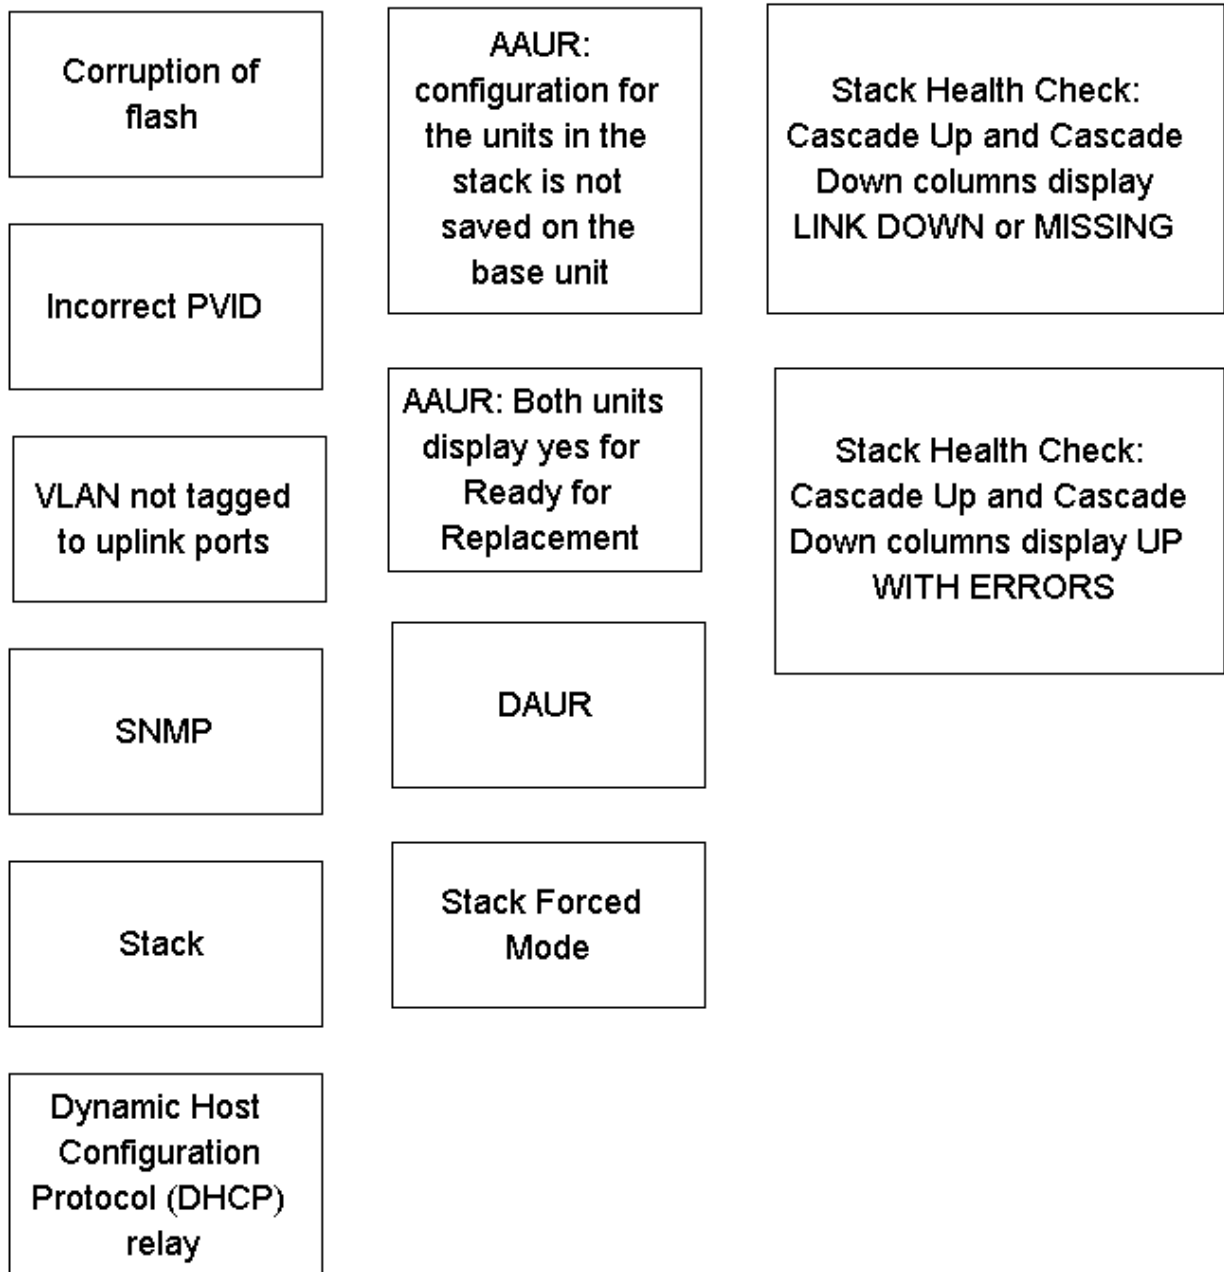 Corruption of
flash
Incorrect PVID
VLAN not tagged
to uplink ports
SNMP
Stack
Dynamic Host
Configuration
Protocol (DHCP)
relay
AAUR:
configuration for
the units in the
stack is not
saved on the
base unit
AAUR: Both units
display yes for
Ready for
Replacement
DAUR
Stack Forced
Mode
Stack Health Check:
Cascade Up and Cascade
Down columns display
LINK DOWN or MISSING
Stack Health Check:
Cascade Up and Cascade
Down columns display UP
WITH ERRORS